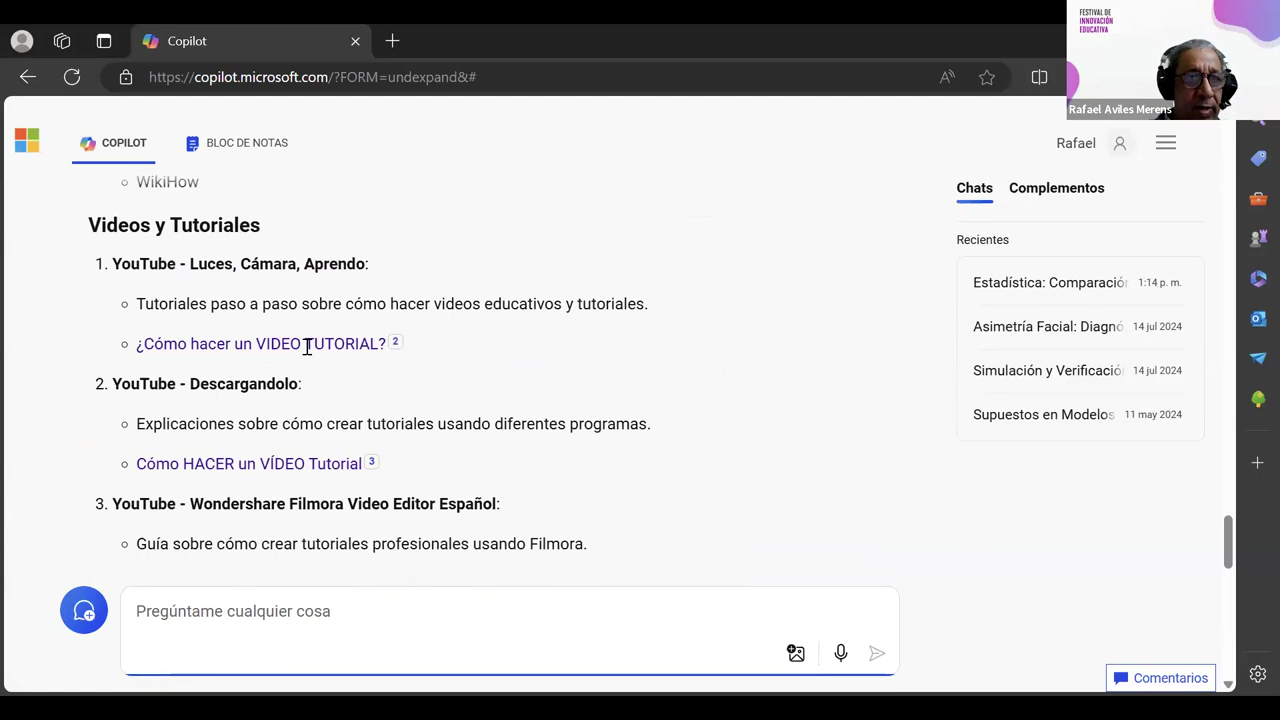 FESTIVAL DE
INNOVACIÓN
EDUCATIVA
Rafael Aviles Merens
Copilot
https://copilot.microsoft.com/?FORM=undexpand&#
COPILOT
BLOC DE NOTAS
Rafael
WikiHow
Videos y Tutoriales
1. YouTube - Luces, Cámara, Aprendo:
Tutoriales paso a paso sobre cómo hacer videos educativos y tutoriales.
¿Cómo hacer un VIDEO TUTORIAL? 2
2. YouTube - Descargandolo:
Explicaciones sobre cómo crear tutoriales usando diferentes programas.
Cómo HACER un VÍDEO Tutorial 3
3. YouTube - Wondershare Filmora Video Editor Español:
Guía sobre cómo crear tutoriales profesionales usando Filmora.
Pregúntame cualquier cosa
Chats Complementos
Recientes
Estadística: Comparación 1:14 p. m.
Asimetría Facial: Diagnó 14 jul 2024
Simulación y Verificació 14 jul 2024
Supuestos en Modelos 11 may 2024
Comentarios